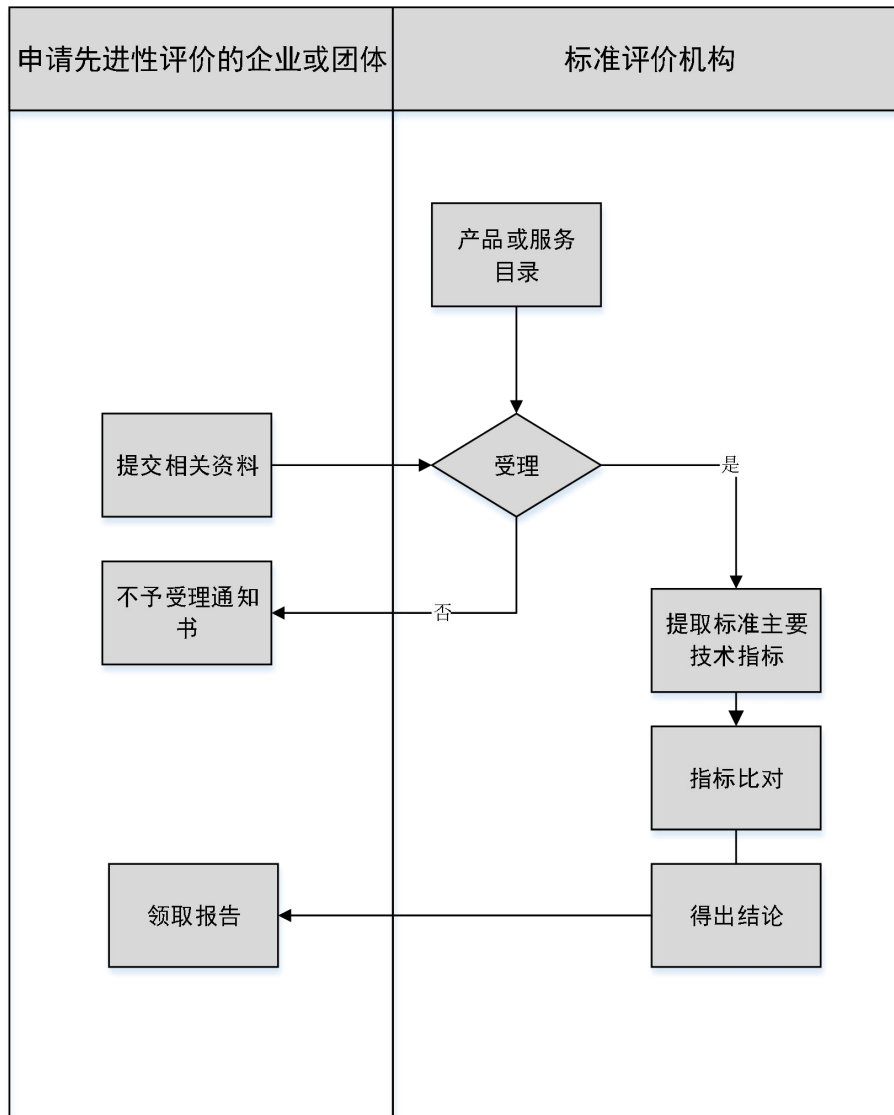 申请先进性评价的企业或团体
标准评价机构
产品或服务
目录
提交相关资料
受理
是
不予受理通知
书
否
提取标准主要
技术指标
指标比对
领取报告
得出结论